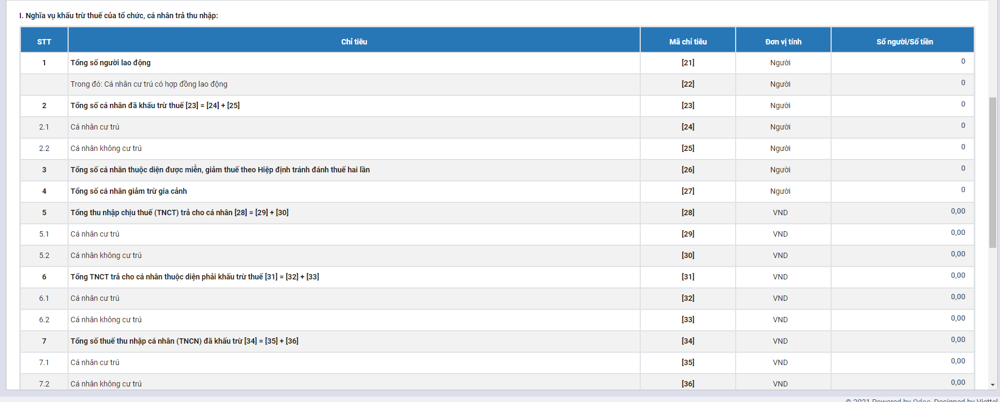 I. Nghĩa vụ khấu trừ thuế của tổ chức, cá nhân trả thu nhập:
STT Chỉ tiêu Mã chỉ tiêu Đơn vị tính Số người/Số tiền
1 Tổng số người lao động [21] Người 0
Trong đó: Cá nhân cư trú có hợp đồng lao động [22] Người 0
2 Tổng số cá nhân đã khấu trừ thuế [23] = [24] + [25] [23] Người 0
2.1 Cá nhân cư trú [24] Người 0
2.2 Cá nhân không cư trú [25] Người 0
3 Tổng số cá nhân thuộc diện được miễn, giảm thuế theo Hiệp định tránh đánh thuế hai lần [26] Người 0
4 Tổng số cá nhân giảm trừ gia cảnh [27] Người 0
5 Tổng thu nhập chịu thuế (TNCT) trả cho cá nhân [28] = [29] + [30] [28] VND 0,00
5.1 Cá nhân cư trú [29] VND 0,00
5.2 Cá nhân không cư trú [30] VND 0,00
6 Tổng TNCT trả cho cá nhân thuộc diện phải khấu trừ thuế [31] = [32] + [33] [31] VND 0,00
6.1 Cá nhân cư trú [32] VND 0,00
6.2 Cá nhân không cư trú [33] VND 0,00
7 Tổng số thuế thu nhập cá nhân (TNCN) đã khấu trừ [34] = [35] + [36] [34] VND 0,00
7.1 Cá nhân cư trú [35] VND 0,00
7.2 Cá nhân không cư trú [36] VND 0,00
© 2021 Powered by Odoo. Designed by Viettel